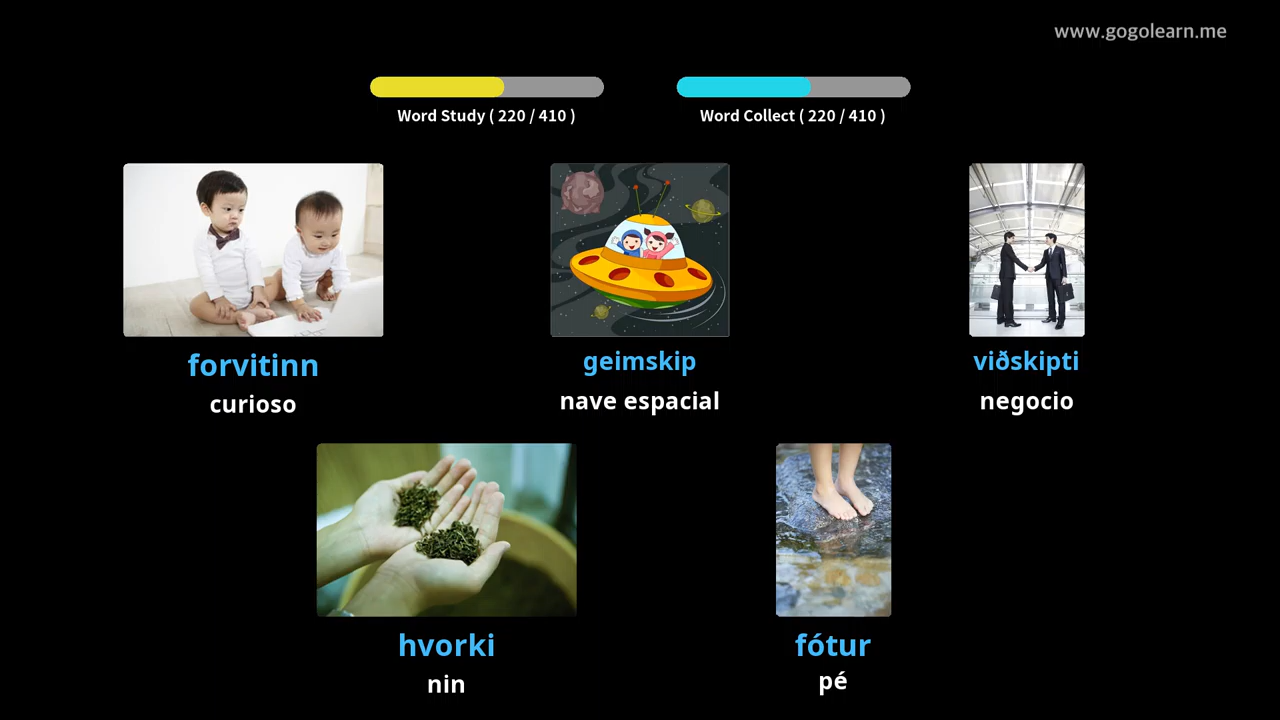 www.gogolearn.me
Word Study ( 220 / 410 )
Word Collect ( 220 / 410 )
forvitinn
curioso
geimskip
nave espacial
viðskipti
negocio
hvorki
nin
fótur
pé